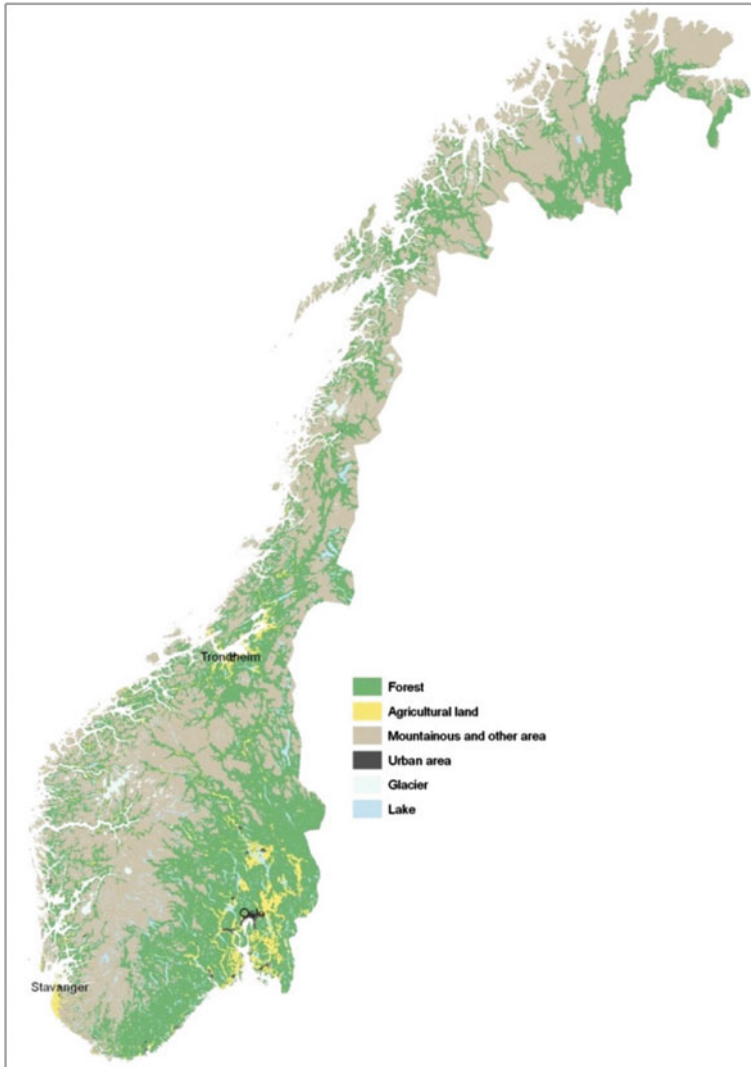 Trondheim
Forest
Agricultural land
Mountainous and other area
Urban area
Glacier
Lake
Oslo
Stavanger